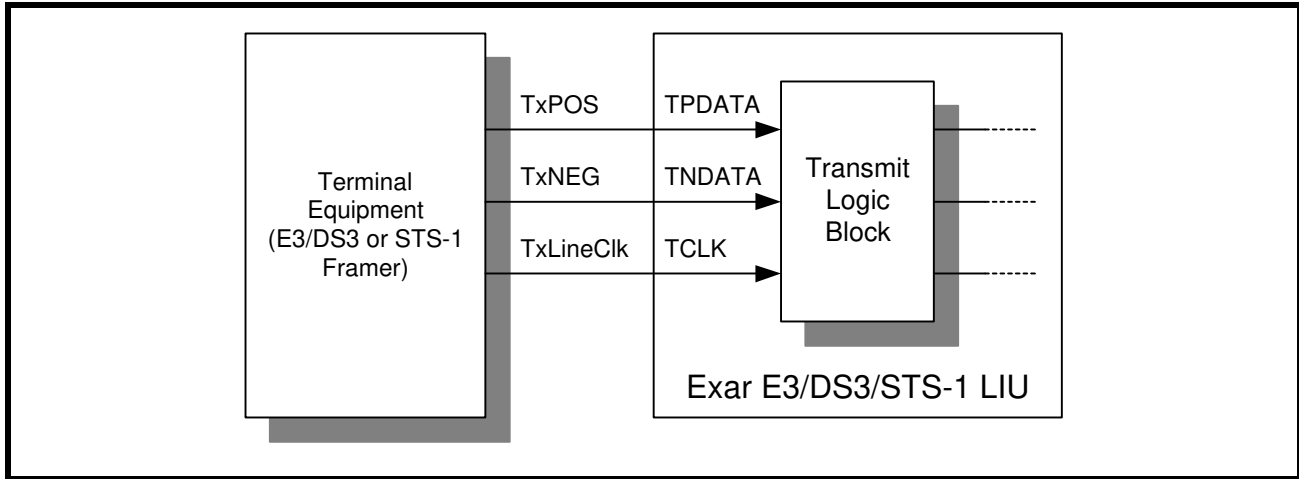 Terminal
Equipment
(E3/DS3 or STS-1
Framer)
TxPOS
TxNEG
TxLineClk
TPDATA
TNDATA
TCLK
Transmit
Logic
Block
Exar E3/DS3/STS-1 LIU